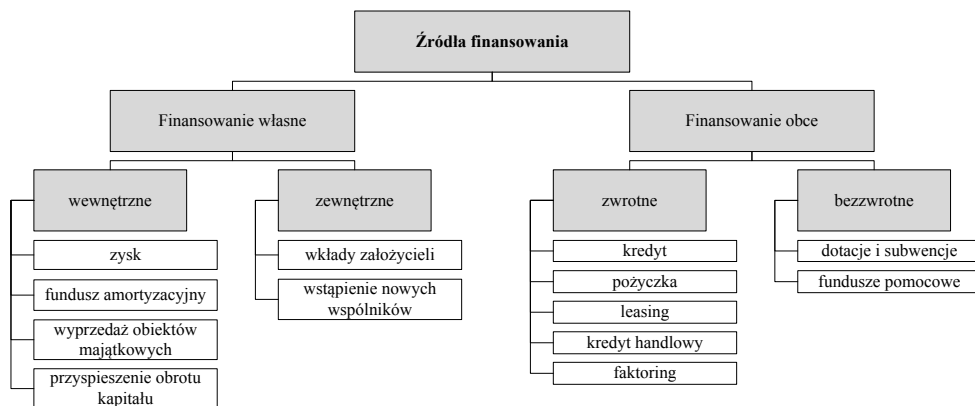 Źródła finansowania
Finansowanie własne
Finansowanie obce
wewnętrzne
zewnętrzne
zwrotne
bezzwrotne
zysk
fundusz amortyzacyjny
wyprzedaż obiektów
majątkowych
przyspieszenie obrotu
kapitału
wkłady założycieli
wstąpienie nowych
wspólników
kredyt
pożyczka
leasing
kredyt handlowy
faktoring
dotacje i subwencje
fundusze pomocowe